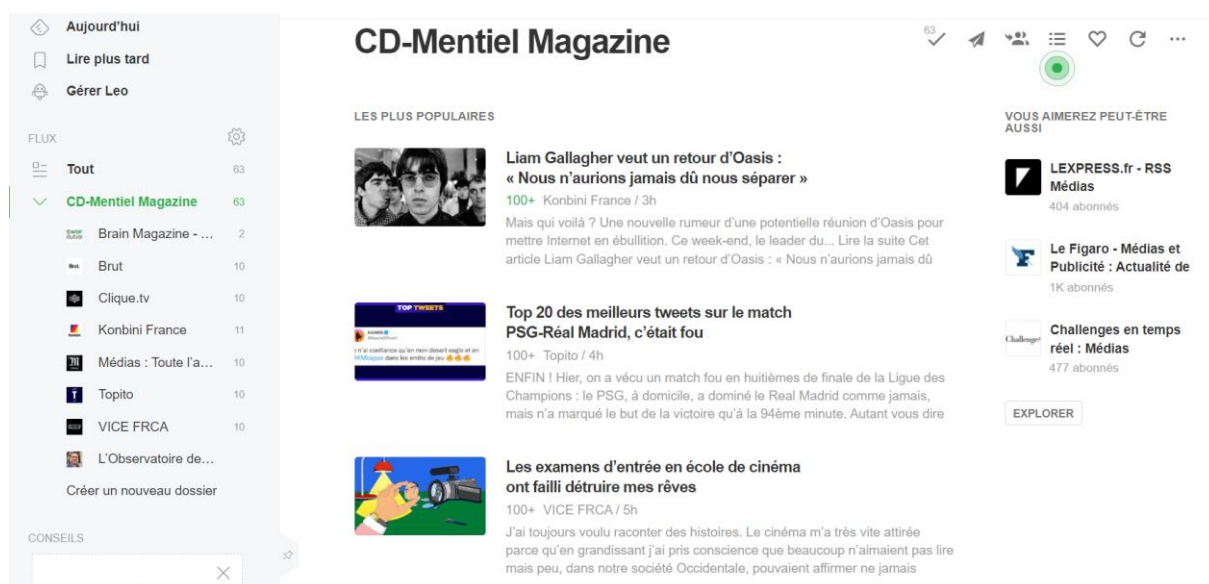 Aujourd'hui
Lire plus tard
Gérer Leo
FLUX
Tout 63
CD-Mentiel Magazine 63
Brain Magazine - ... 2
Brut 10
Clique.tv 10
Konbini France 11
Médias : Toute l'a... 10
Topito 10
VICE FRCA 10
L'Observatoire de...
Créer un nouveau dossier
CONSEILS
CD-Mentiel Magazine
63
LES PLUS POPULAIRES
Liam Gallagher veut un retour d'Oasis :
« Nous n'aurions jamais dû nous séparer »
100+ Konbini France / 3h
Mais qui voilà ? Une nouvelle rumeur d'une potentielle réunion d'Oasis pour
mettre Internet en ébullition. Ce week-end, le leader du... Lire la suite Cet
article Liam Gallagher veut un retour d'Oasis : « Nous n'aurions jamais dû
TOP TWEETS
Top 20 des meilleurs tweets sur le match
PSG-Réal Madrid, c'était fou
100+ Topito / 4h
ENFIN ! Hier, on a vécu un match fou en huitièmes de finale de la Ligue des
Champions : le PSG, à domicile, a dominé le Real Madrid comme jamais,
mais n'a marqué le but de la victoire qu'à la 94ème minute. Autant vous dire
Les examens d'entrée en école de cinéma
ont failli détruire mes rêves
100+ VICE FRCA / 5h
J'ai toujours voulu raconter des histoires. Le cinéma m'a très vite attirée
parce qu'en grandissant j'ai pris conscience que beaucoup n'aimaient pas lire
mais peu, dans notre société Occidentale, pouvaient affirmer ne jamais
VOUS AIMEREZ PEUT-ÊTRE
AUSSI
LEXPRESS.fr - RSS
Médias
404 abonnés
Le Figaro - Médias et
Publicité : Actualité de
1K abonnés
Challenges en temps
réel : Médias
477 abonnés
EXPLORER